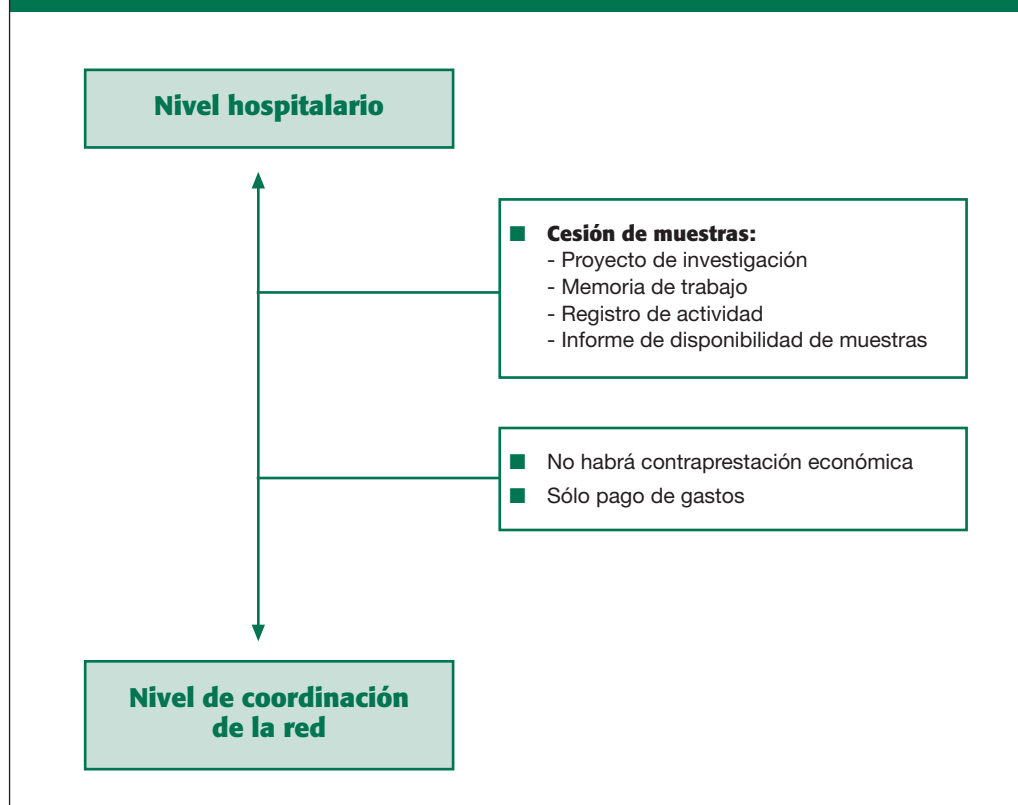 Nivel hospitalario
■ Cesión de muestras:
- Proyecto de investigación
- Memoria de trabajo
- Registro de actividad
- Informe de disponibilidad de muestras
■ No habrá contraprestación económica
■ Sólo pago de gastos
Nivel de coordinación
de la red